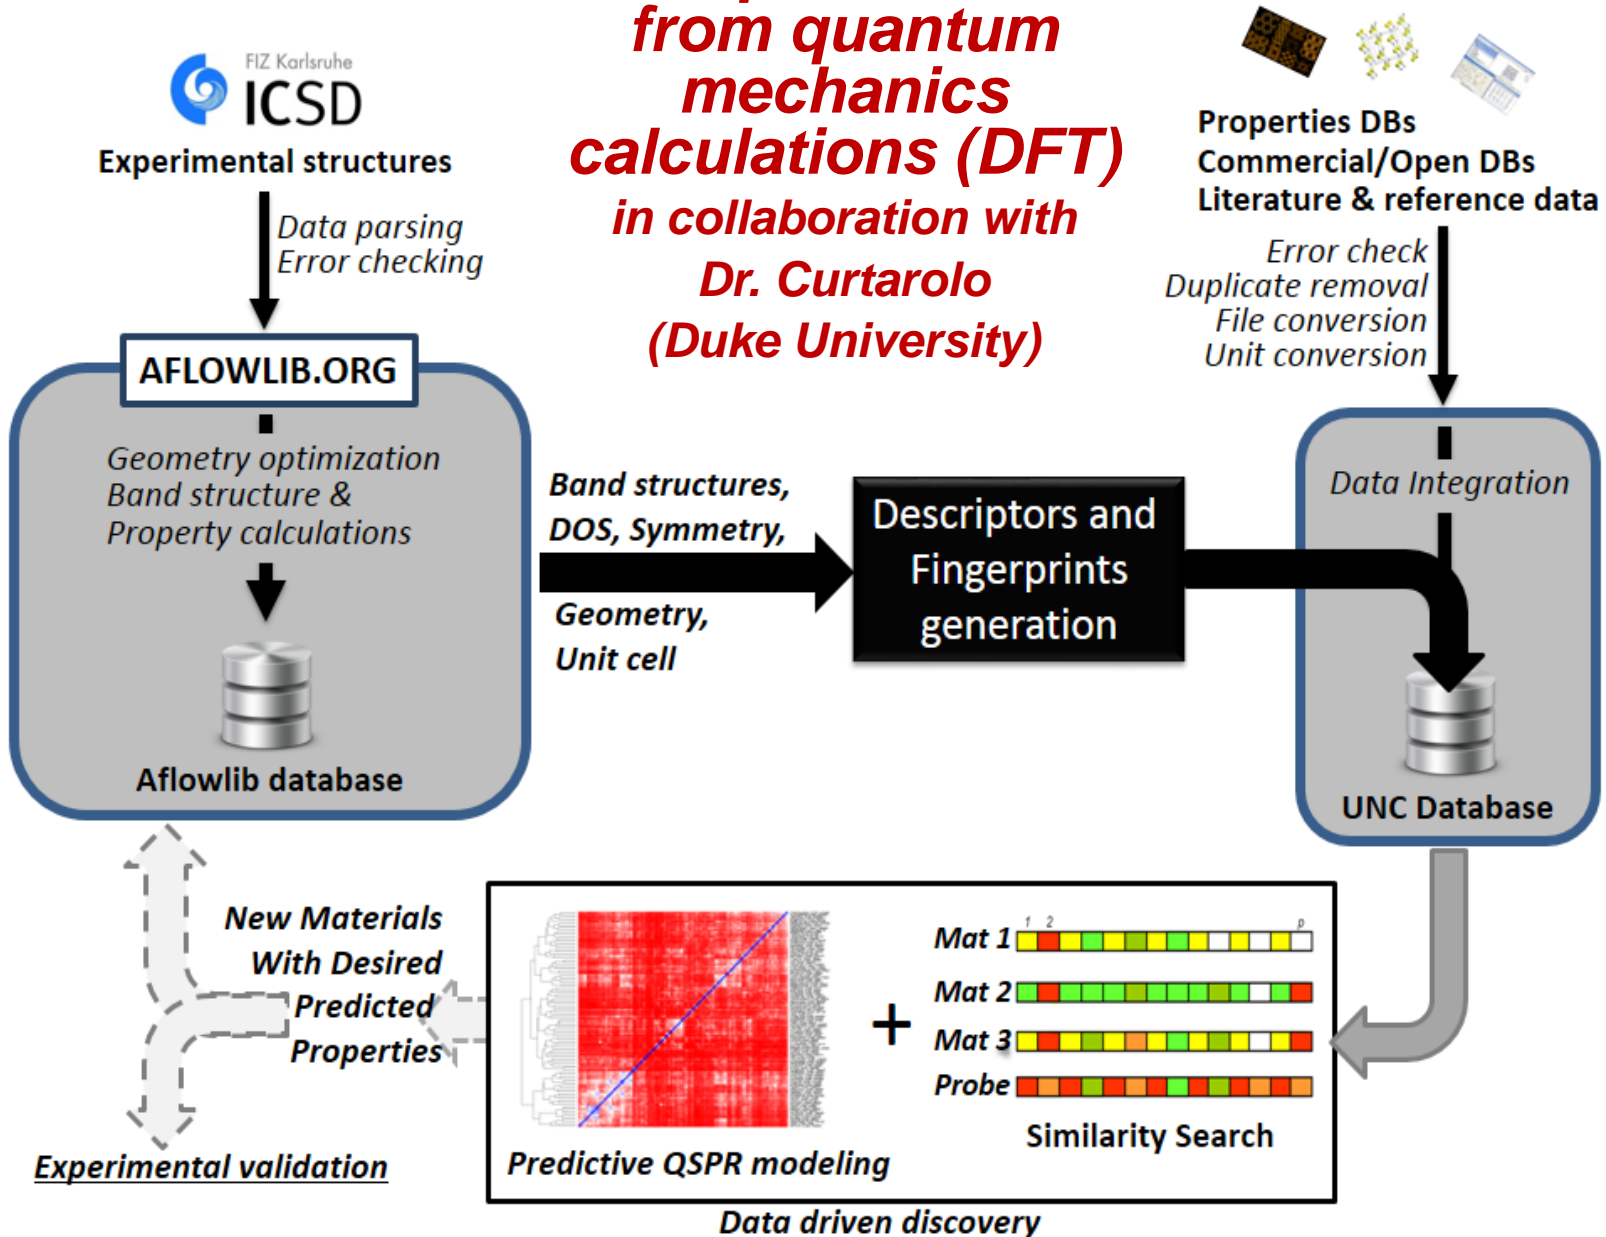 from quantum
mechanics
calculations (DFT)
in collaboration with
Dr. Curtarolo
(Duke University)
FIZ Karlsruhe
ICSD
Experimental structures
Data parsing
Error checking
Properties DBs
Commercial/Open DBs
Literature & reference data
Error check
Duplicate removal
File conversion
Unit conversion
AFLOWLIB.ORG
Geometry optimization
Band structure &
Property calculations
Aflowlib database
Band structures,
DOS, Symmetry,
Geometry,
Unit cell
Descriptors and
Fingerprints
generation
Data Integration
UNC Database
New Materials
With Desired
Predicted
Properties
Experimental validation
Predictive QSPR modeling
+
1 2 p
Mat 1
Mat 2
Mat 3
Probe
Similarity Search
Data driven discovery